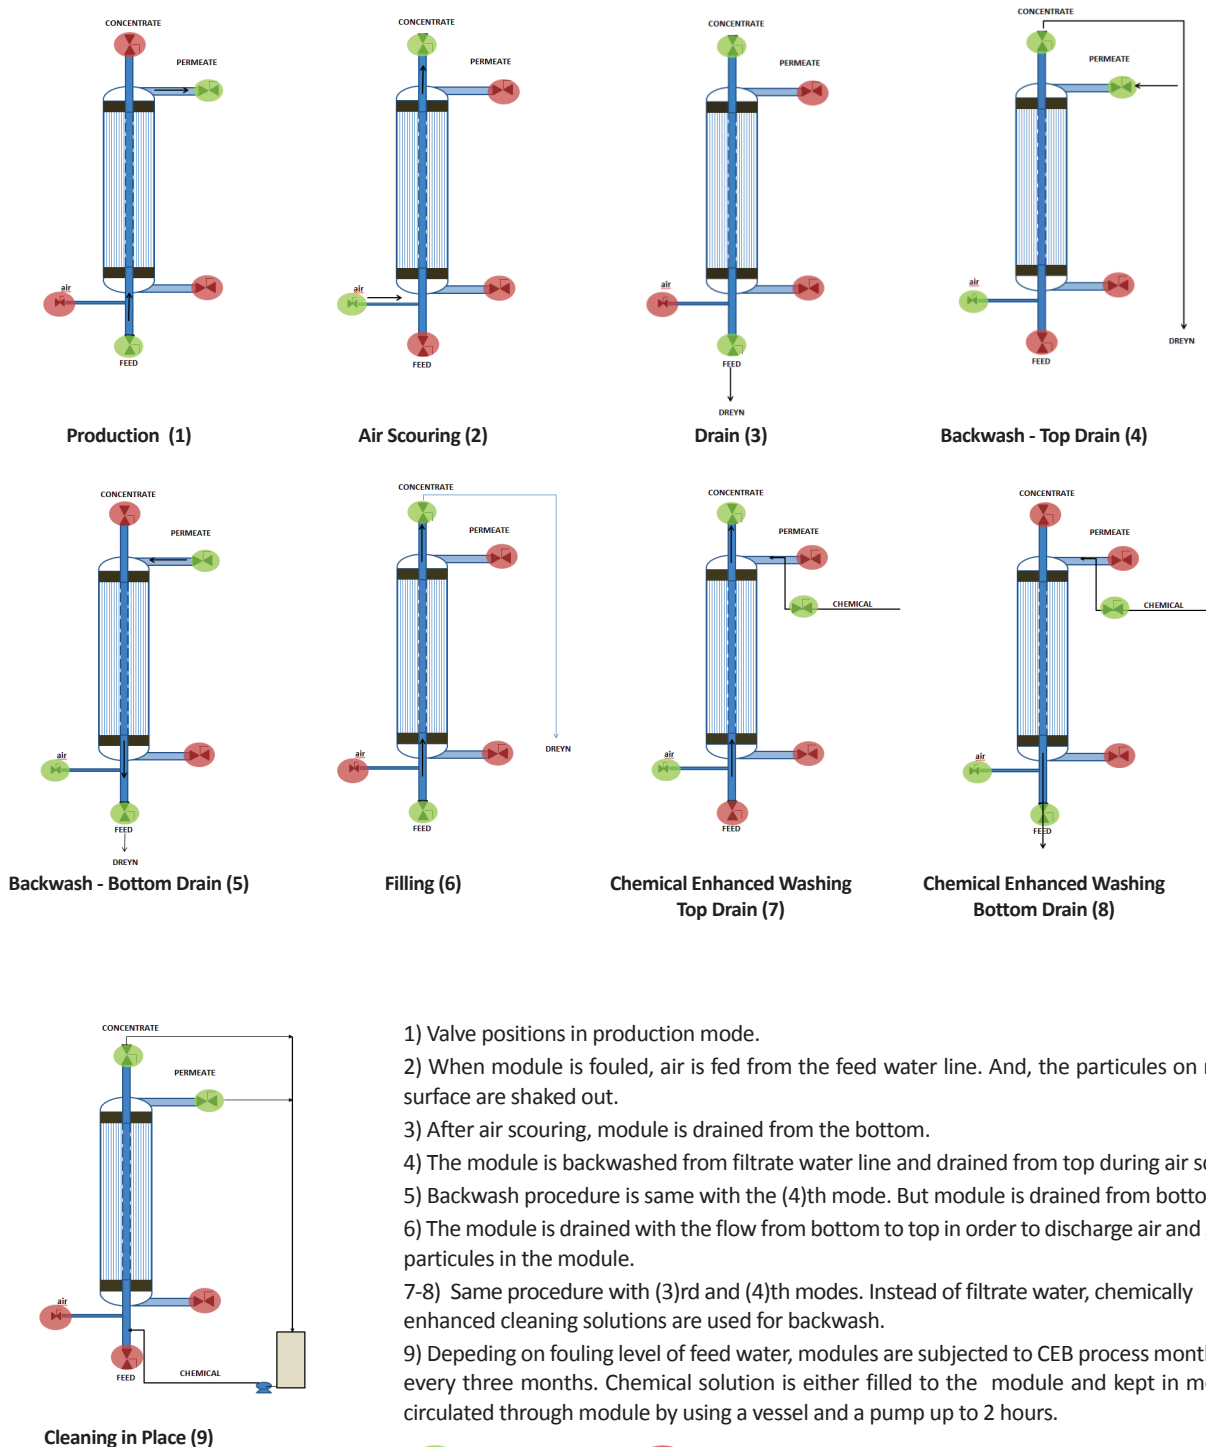 CONCENTRATE
PERMEATE
air
FEED
Production (1)
CONCENTRATE
PERMEATE
air
FEED
Air Scouring (2)
CONCENTRATE
PERMEATE
air
FEED
DREYN
Drain (3)
CONCENTRATE
PERMEATE
air
FEED
DREYN
Backwash - Top Drain (4)
CONCENTRATE
PERMEATE
air
FEED
DREYN
Backwash - Bottom Drain (5)
CONCENTRATE
PERMEATE
air
FEED
DREYN
Filling (6)
CONCENTRATE
PERMEATE
CHEMICAL
air
FEED
Chemical Enhanced Washing
Top Drain (7)
CONCENTRATE
PERMEATE
CHEMICAL
air
FEED
Chemical Enhanced Washing
Bottom Drain (8)
CONCENTRATE
PERMEATE
air
FEED
CHEMICAL
Cleaning in Place (9)
1) Valve positions in production mode.
2) When module is fouled, air is fed from the feed water line. And, the particules on
surface are shaked out.
3) After air scouring, module is drained from the bottom.
4) The module is backwashed from filtrate water line and drained from top during air
5) Backwash procedure is same with the (4)th mode. But module is drained from
6) The module is drained with the flow from bottom to top in order to discharge air and
particules in the module.
7-8) Same procedure with (3)rd and (4)th modes. Instead of filtrate water, chemically
enhanced cleaning solutions are used for backwash.
9) Depeding on fouling level of feed water, modules are subjected to CEB process
every three months. Chemical solution is either filled to the module and kept in
circulated through module by using a vessel and a pump up to 2 hours.